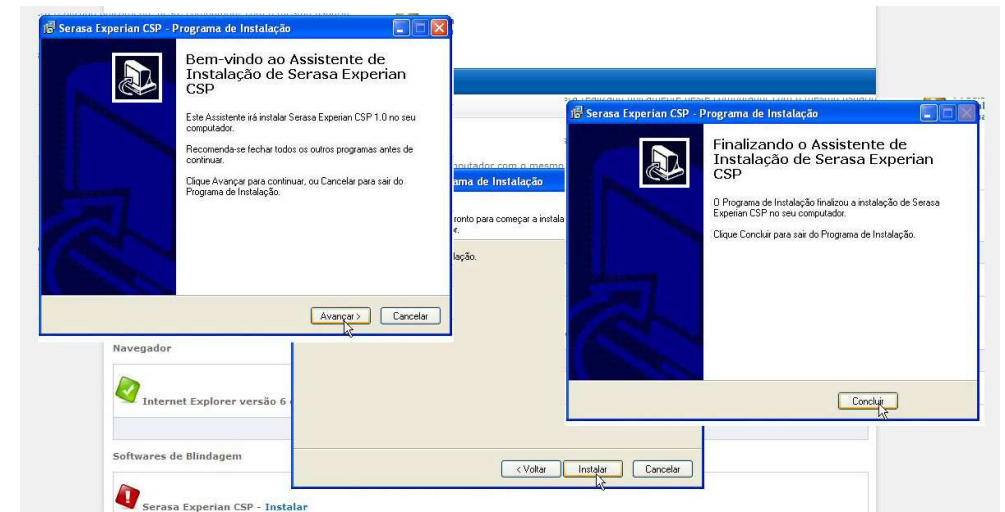 Serasa Experian CSP - Programa de Instalação
Bem-vindo ao Assistente de
Instalação de Serasa Experian
CSP
Este Assistente irá instalar Serasa Experian CSP 1.0 no seu
computador.
Recomenda-se fechar todos os outros programas antes de
continuar.
Clique Avançar para continuar, ou Cancelar para sair do
Programa de Instalação.
Avançar > Cancelar
computador com o mesmo
ama de Instalação
ronto para começar a instala
r.
lação.
< Voltar Instalar Cancelar
Serasa Experian CSP - Programa de Instalação
Finalizando o Assistente de
Instalação de Serasa Experian
CSP
O Programa de Instalação finalizou a instalação de Serasa
Experian CSP no seu computador.
Clique Concluir para sair do Programa de Instalação.
Concluir
Navegador
Internet Explorer versão 6
Softwares de Blindagem
Serasa Experian CSP - Instalar